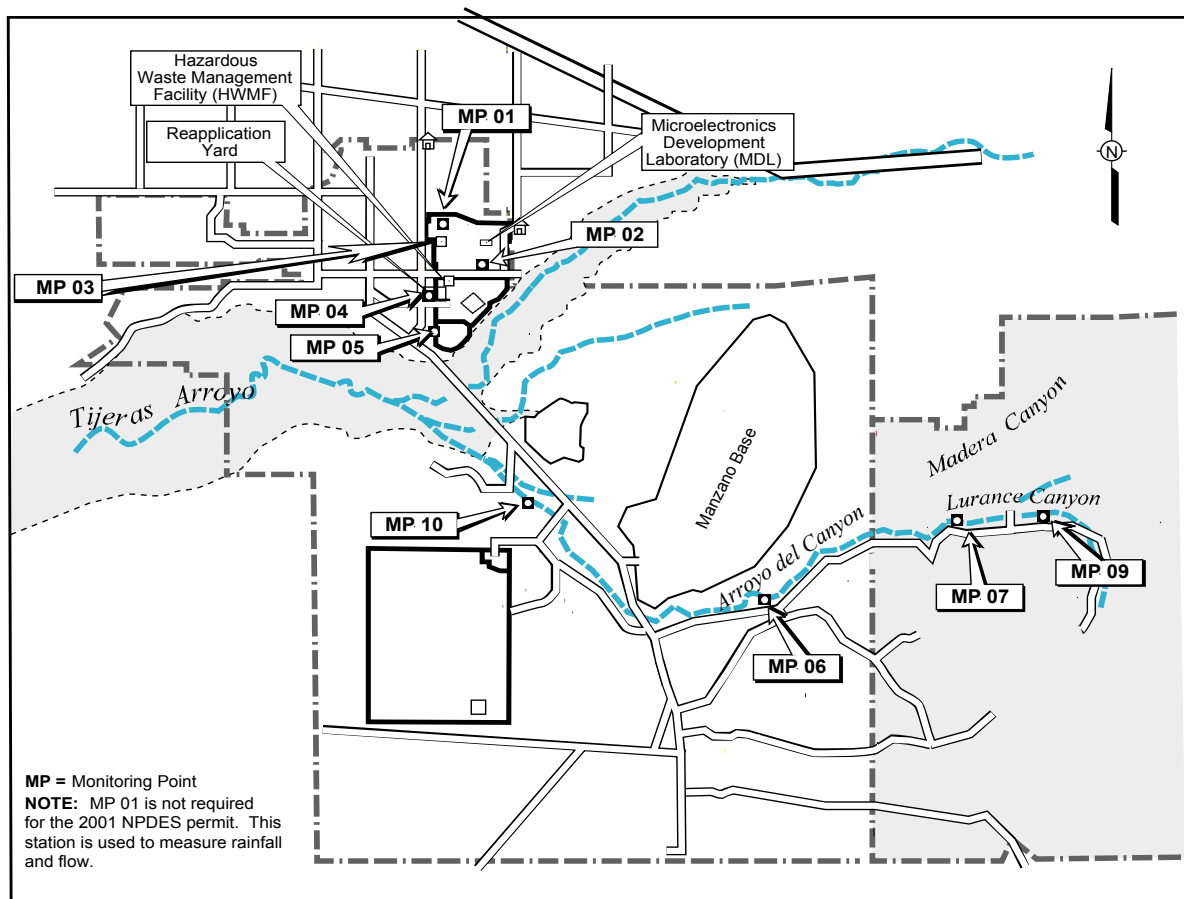 Hazardous
Waste Management
Facility (HWMF)
Reapplication
Yard
MP 01
Microelectronics
Development
Laboratory (MDL)
N
MP 02
MP 03
MP 04
MP 05
Tijeras Arroyo
Manzano Base
Madera Canyon
Lurance Canyon
Arroyo del Canyon
MP 10
MP 09
MP 07
MP 06
MP = Monitoring Point
NOTE: MP 01 is not required
for the 2001 NPDES permit. This
station is used to measure rainfall
and flow.